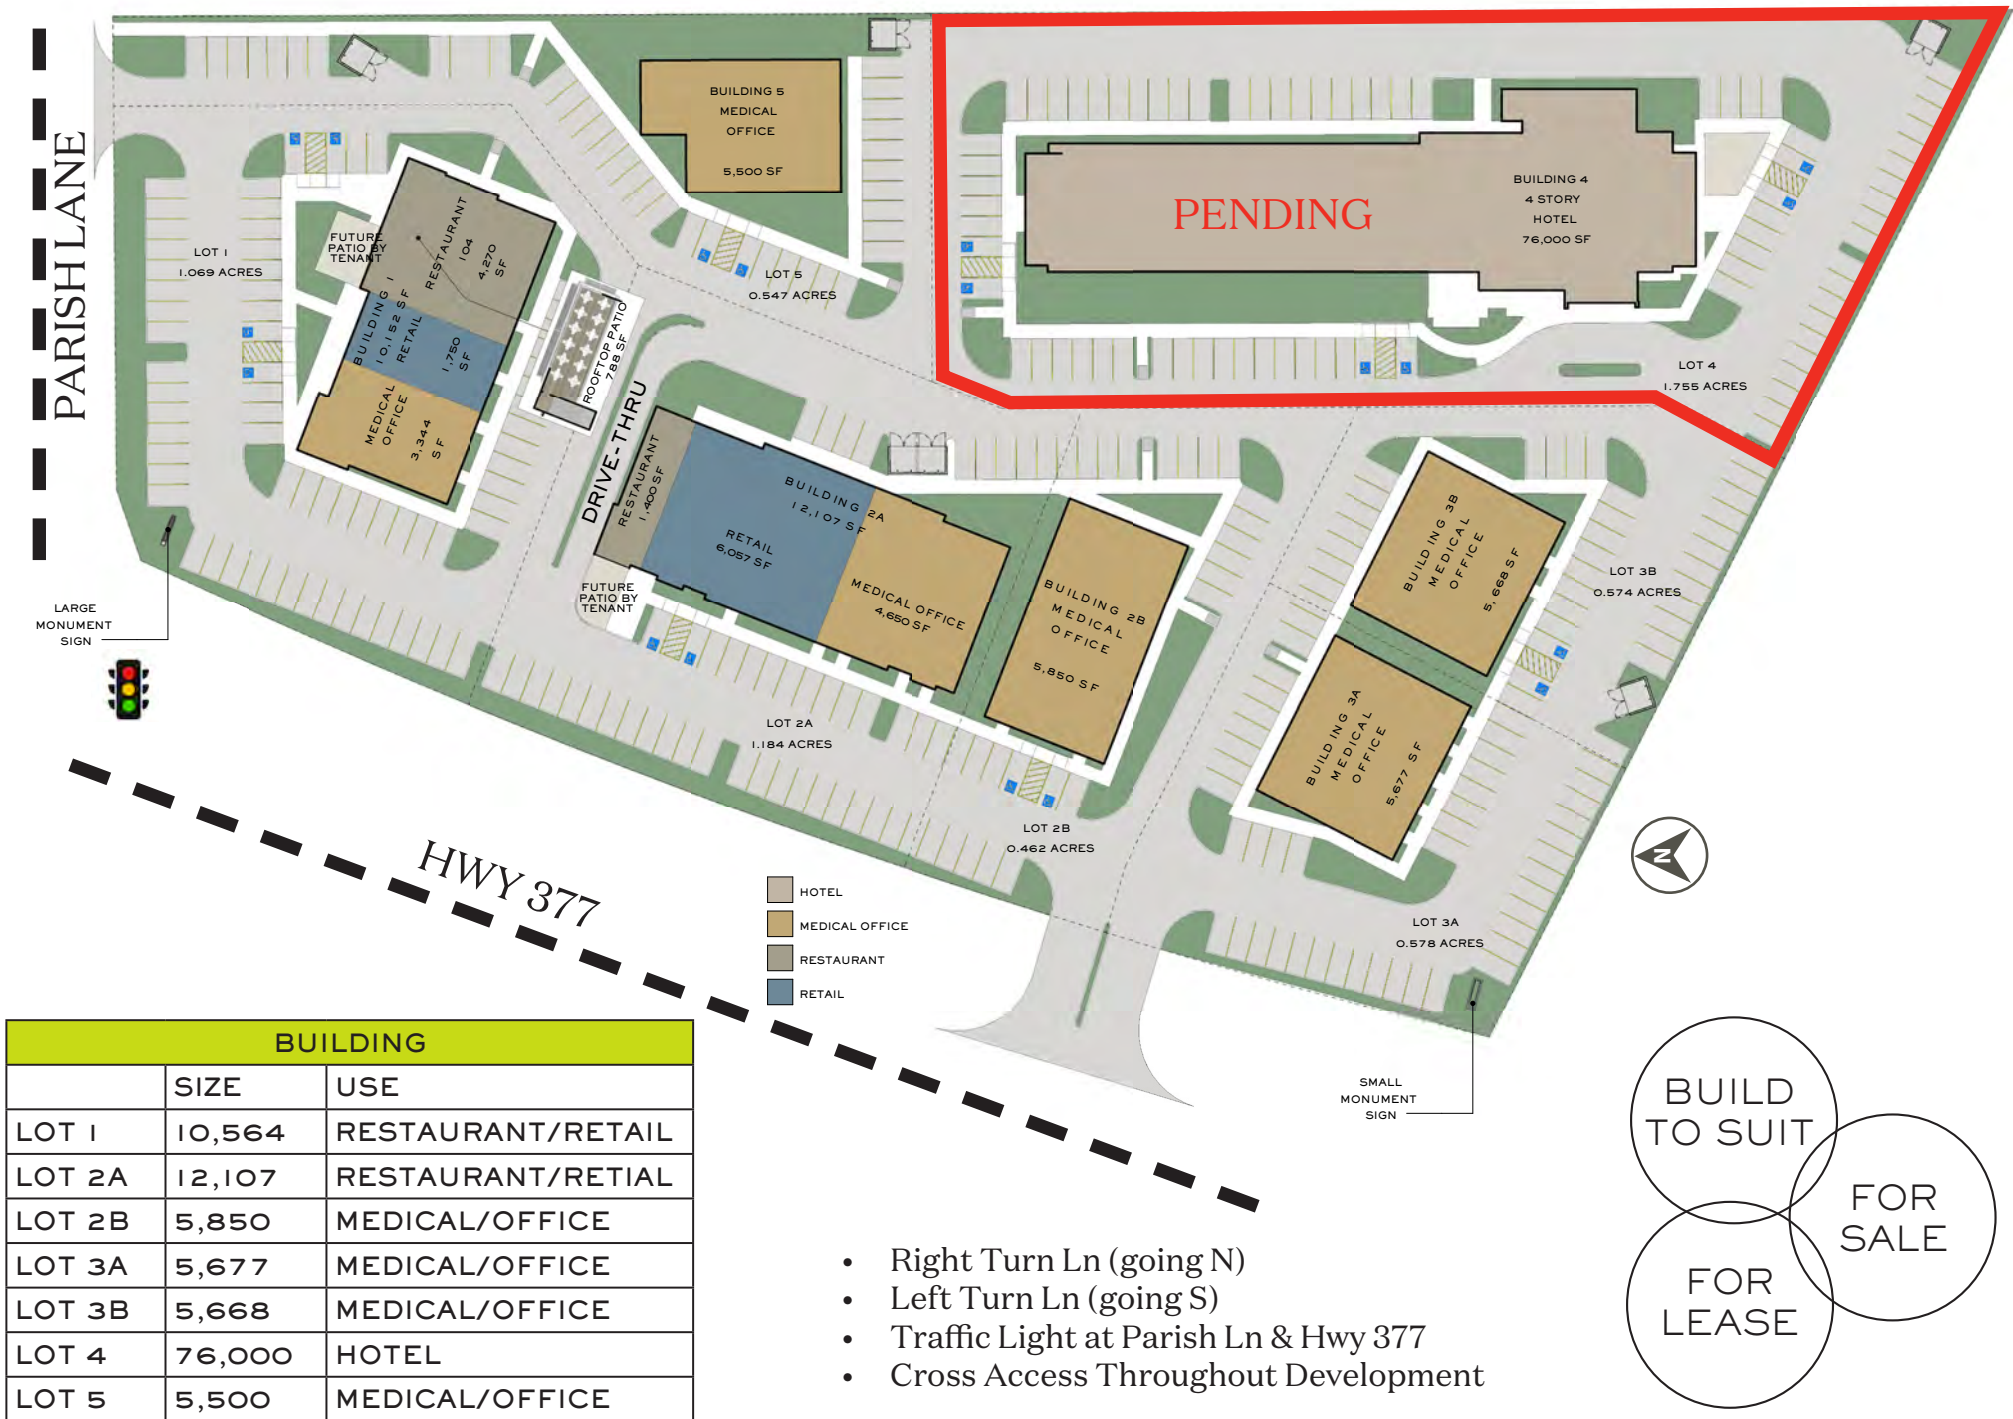 PARISH LANE
BUILDING 5
MEDICAL
OFFICE
5,500 SF
LOT 5
0.547 ACRES
PENDING
BUILDING 4
4 STORY
HOTEL
76,000 SF
LOT 4
1.755 ACRES
LOT 1
1.069 ACRES
FUTURE
PATIO BY
TENANT
RESTAURANT
104
4,270
SF
BUILDING 1
10,152 SF
RETAIL
1,750
SF
MEDICAL
OFFICE
3,344
SF
ROOFTOP PATIO
788 SF
DRIVE-THRU
RESTAURANT
1,400 SF
BUILDING 2A
12,107 SF
RETAIL
6,057 SF
MEDICAL OFFICE
4,650 SF
FUTURE
PATIO BY
TENANT
BUILDING 2B
MEDICAL
OFFICE
5,850 SF
BUILDING 3B
MEDICAL
OFFICE
5,668 SF
LOT 3B
0.574 ACRES
BUILDING 3A
MEDICAL
OFFICE
5,677 SF
LARGE
MONUMENT
SIGN
LOT 2A
1.184 ACRES
LOT 2B
0.462 ACRES
LOT 3A
0.578 ACRES
N
HWY 377
HOTEL
MEDICAL OFFICE
RESTAURANT
RETAIL
SMALL
MONUMENT
SIGN
BUILDING
SIZE USE
LOT 1 10,564 RESTAURANT/RETAIL
LOT 2A 12,107 RESTAURANT/RETIAL
LOT 2B 5,850 MEDICAL/OFFICE
LOT 3A 5,677 MEDICAL/OFFICE
LOT 3B 5,668 MEDICAL/OFFICE
LOT 4 76,000 HOTEL
LOT 5 5,500 MEDICAL/OFFICE
• Right Turn Ln (going N)
• Left Turn Ln (going S)
• Traffic Light at Parish Ln & Hwy 377
• Cross Access Throughout Development
BUILD
TO SUIT
FOR
SALE
FOR
LEASE